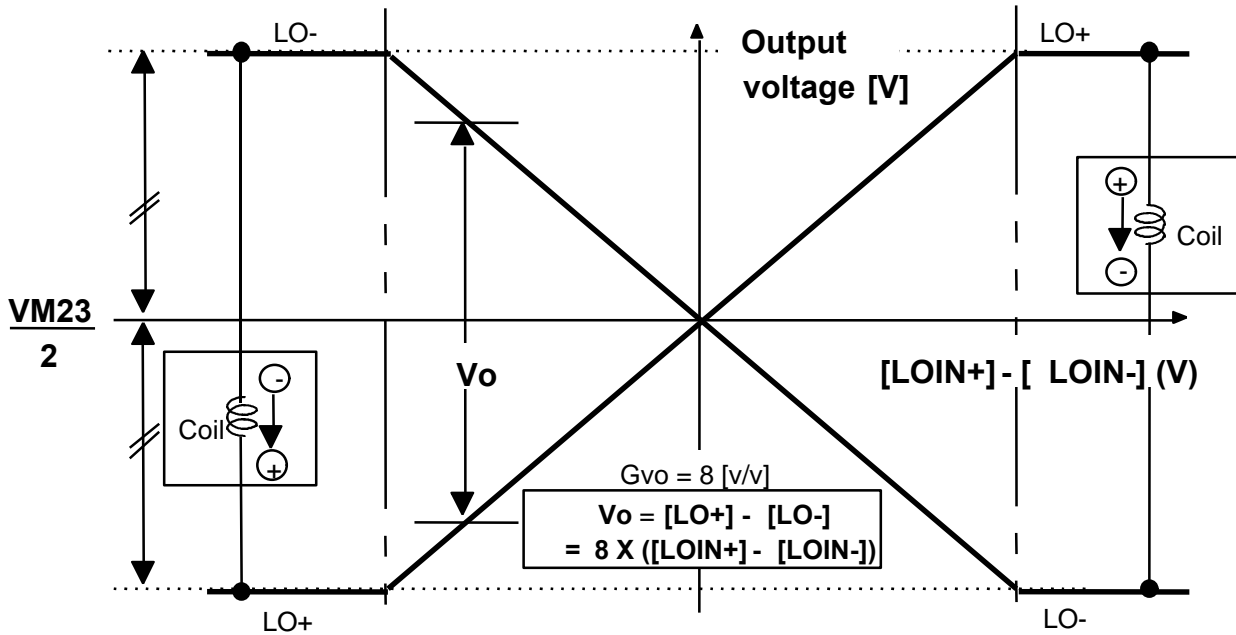 LO-
LO+
Output
voltage [V]
+
-
Coil
VM23
2
[LOIN+] - [ LOIN-] (V)
Vo
-
+
Coil
Gvo = 8 [v/v]
Vo = [LO+] - [LO-]
= 8 X ([LOIN+] - [LOIN-])
LO+
LO-